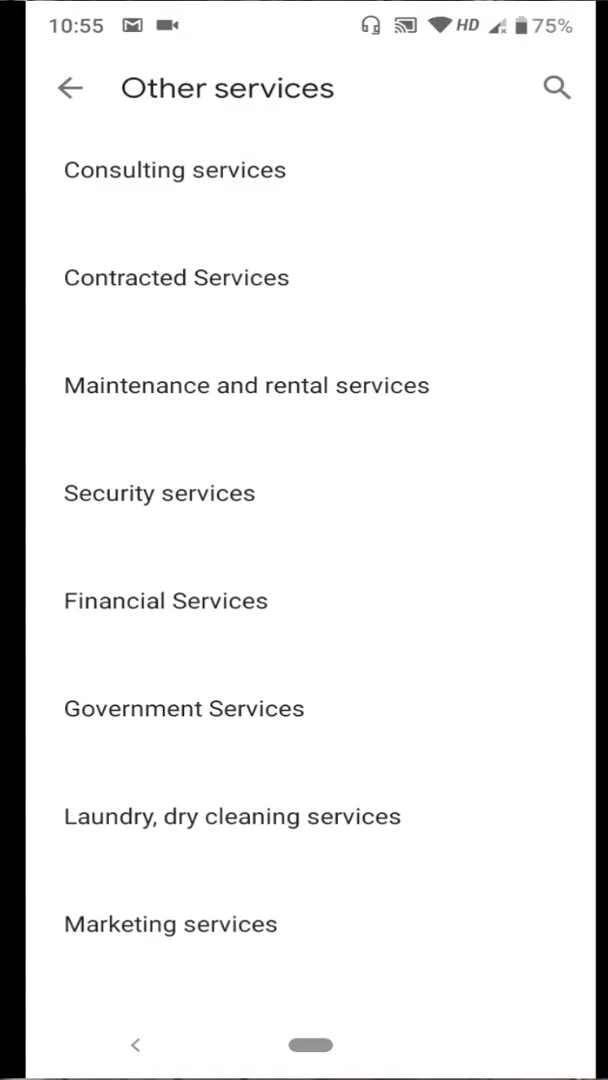 10:55 HD 75%
Other services
Consulting services
Contracted Services
Maintenance and rental services
Security services
Financial Services
Government Services
Laundry, dry cleaning services
Marketing services